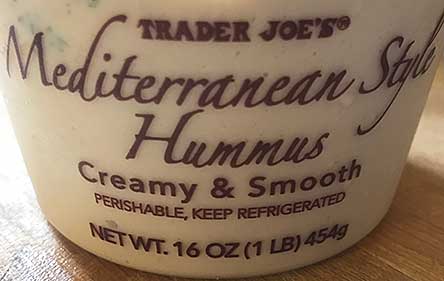 TRADER JOE'S®
Mediterranean Style
Hummus
Creamy & Smooth
PERISHABLE, KEEP REFRIGERATED
NET WT. 16 OZ (1 LB) 454g